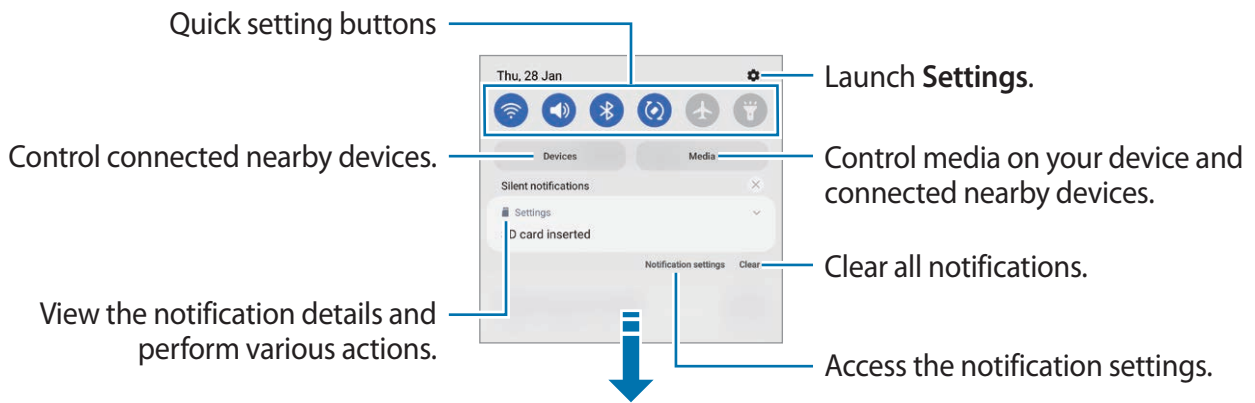 Quick setting buttons
Thu, 28 Jan
Launch Settings.
Control connected nearby devices.
Devices
Media
Control media on your device and
connected nearby devices.
Silent notifications
Settings
D card inserted
Notification settings
Clear
Clear all notifications.
View the notification details and
perform various actions.
Access the notification settings.